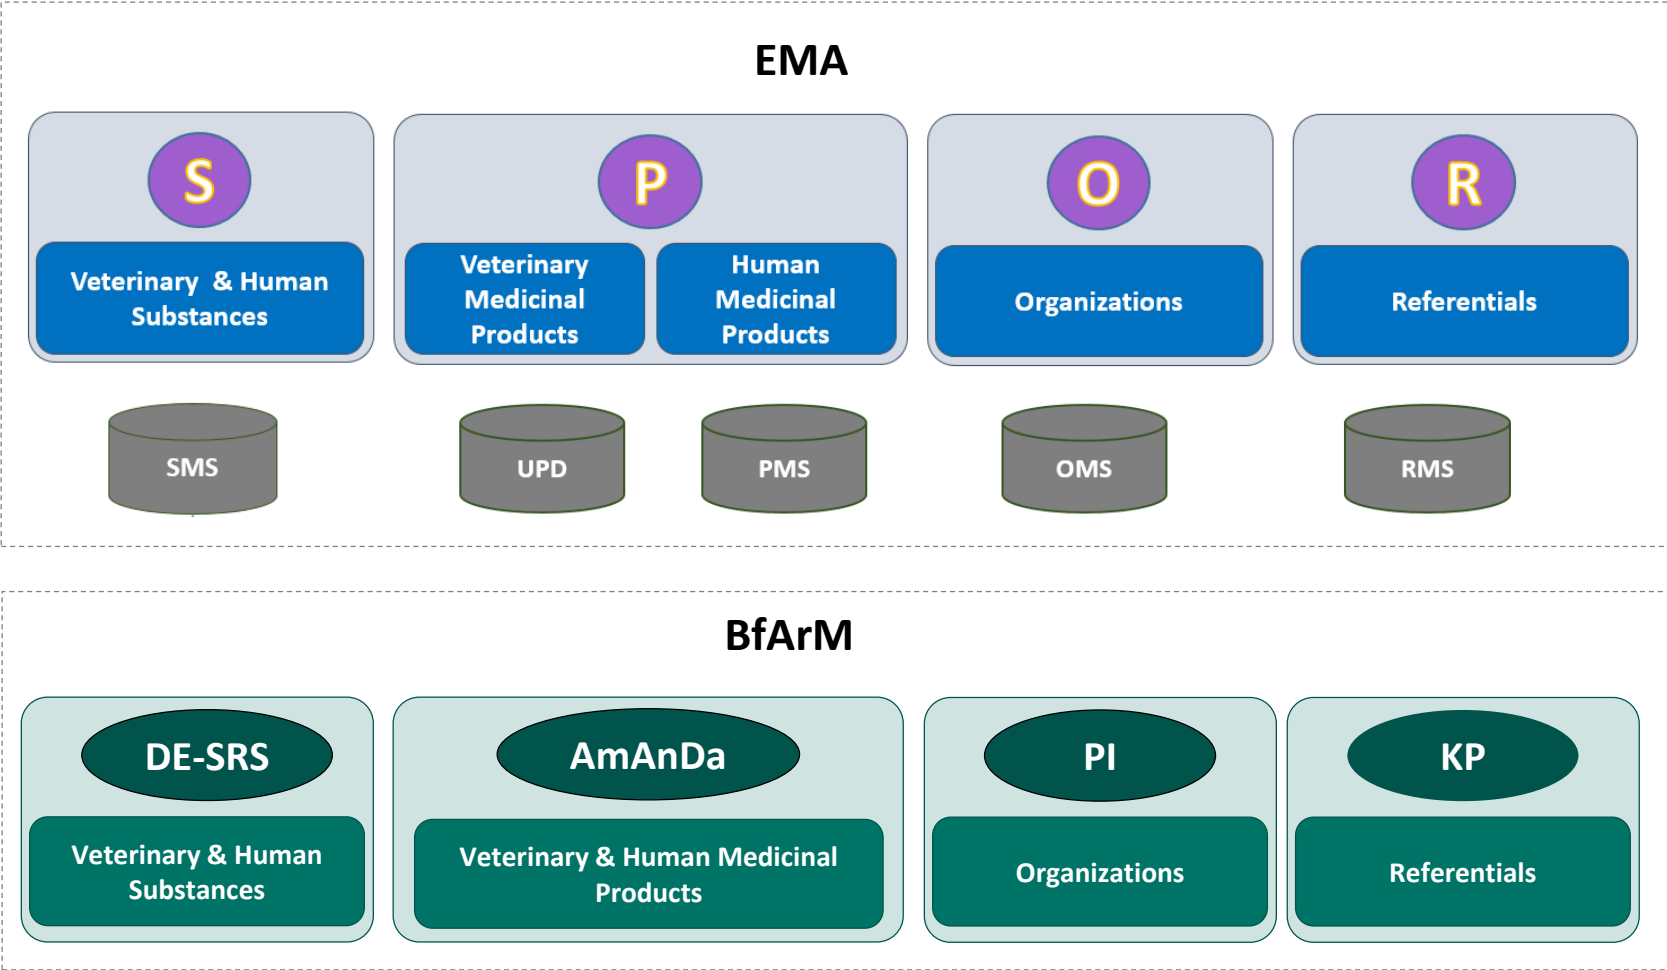 EMA
S
P
O
R
Veterinary & Human
Substances
Veterinary
Medicinal
Products
Human
Medicinal
Products
Organizations
Referentials
SMS
UPD
PMS
OMS
RMS
BfArM
DE-SRS
AmAnDa
PI
KP
Veterinary & Human
Substances
Veterinary & Human Medicinal
Products
Organizations
Referentials